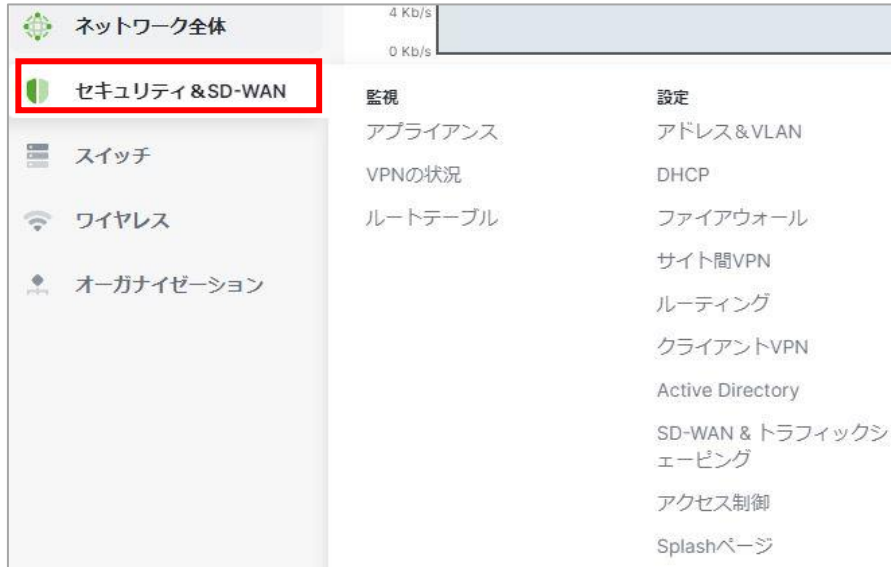 ネットワーク全体
セキュリティ&SD-WAN
スイッチ
ワイヤレス
オーガナイゼーション
4 Kb/s
0 Kb/s
監視
アプライアンス
VPNの状況
ルートテーブル
設定
アドレス&VLAN
DHCP
ファイアウォール
サイト間VPN
ルーティング
クライアントVPN
Active Directory
SD-WAN & トラフィックシ
ェーピング
アクセス制御
Splashページ